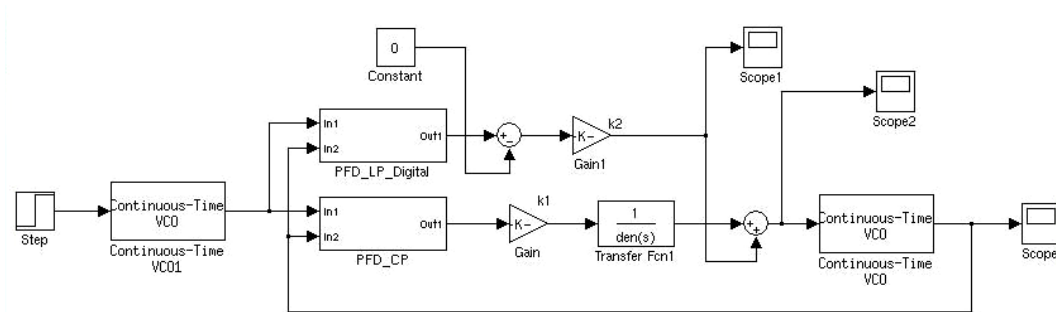 0
Constant
Scope1
Scope2
In1
In2
Out1
PFD_LP_Digital
+
-
-K-
k2
Gain1
Step
Continuous-Time
VCO
Continuous-Time
VCO1
In1
In2
Out1
PFD_CP
k1
-K-
Gain
1
den(s)
Transfer Fcn1
+
+
Continuous-Time
VCO
Continuous-Time
VCO
Scope